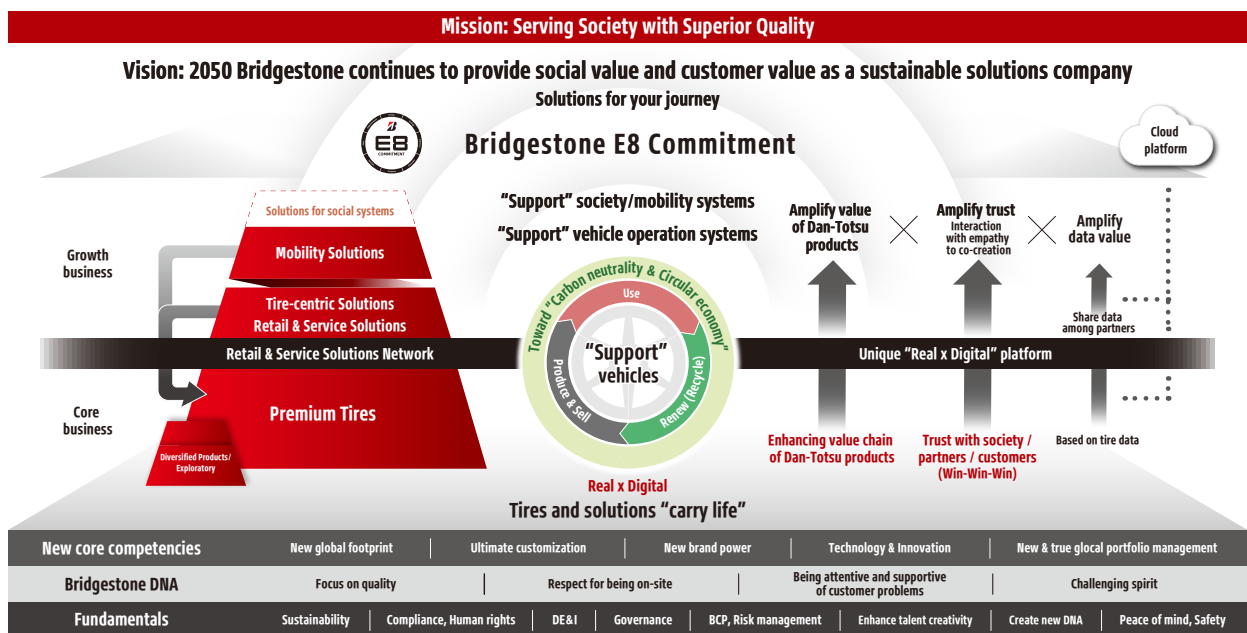 Mission: Serving Society with Superior Quality
Vision: 2050 Bridgestone continues to provide social value and customer value as a sustainable solutions company
Solutions for your journey
E8
COMMITMENT
Bridgestone E8 Commitment
Cloud
platform
Solutions for social systems
Mobility Solutions
Tire-centric Solutions
Retail & Service Solutions
Growth
business
Retail & Service Solutions Network
Core
business
Premium Tires
Diversified Products/
Exploratory
“Support” society/mobility systems
“Support” vehicle operation systems
Toward “Carbon neutrality & Circular economy”
Use
Produce & Sell
Renew (Recycle)
“Support”
vehicles
Real x Digital
Tires and solutions “carry life”
Amplify value
of Dan-Totsu
products
Amplify trust
Interaction
with empathy
to co-creation
Amplify
data value
Share data
among partners
Unique “Real x Digital” platform
Enhancing value chain
of Dan-Totsu products
Trust with society /
partners / customers
(Win-Win-Win)
Based on tire data
New core competencies
New global footprint
Ultimate customization
New brand power
Technology & Innovation
New & true glocal portfolio management
Bridgestone DNA
Focus on quality
Respect for being on-site
Being attentive and supportive
of customer problems
Challenging spirit
Fundamentals
Sustainability
Compliance, Human rights
DE&I
Governance
BCP, Risk management
Enhance talent creativity
Create new DNA
Peace of mind, Safety